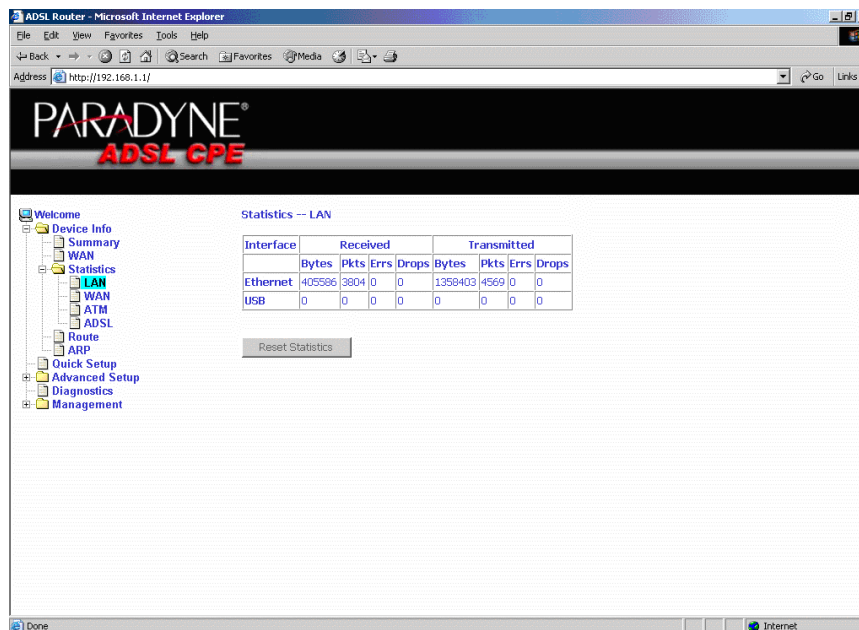 ADSL Router - Microsoft Internet Explorer
File Edit View Favorites Tools Help
Back Search Favorites Media
Address http://192.168.1.1/ Go Links
PARADYNE®
ADSL CPE
Welcome
Device Info
Summary
WAN
Statistics
LAN
WAN
ATM
ADSL
Route
ARP
Quick Setup
Advanced Setup
Diagnostics
Management
Statistics -- LAN
Interface Received Transmitted
Bytes Pkts Errs Drops Bytes Pkts Errs Drops
Ethernet 405586 3804 0 0 1358403 4569 0 0
USB 0 0 0 0 0 0 0 0
Reset Statistics
Done Internet